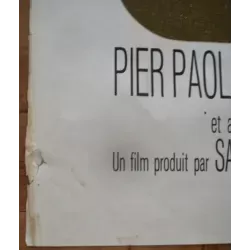 PIER PAOL
et a
Un film produit par SA